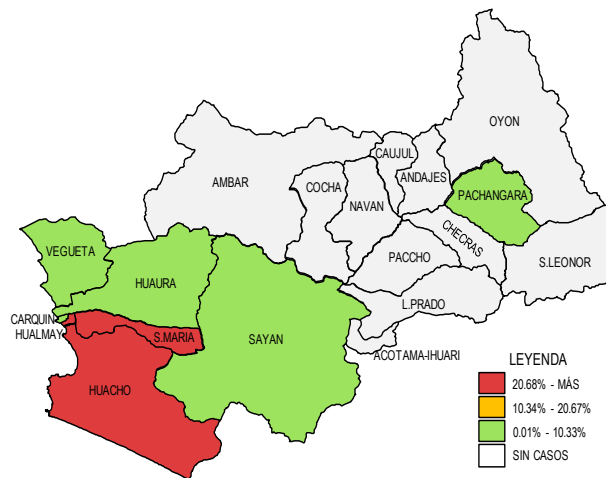 OYON
CAUJUL
ANDAJES
AMBAR
COCHA
PACHANGARA
NAVAN
CHECRAS
VEGUETA
PACCHO
S.LEONOR
HUAURA
L.PRADO
CARQUIN
HUALMAY
S.MARIA
SAYAN
ACOTAMA-IHUARI
HUACHO
LEYENDA
20.68% - MÁS
10.34% - 20.67%
0.01% - 10.33%
SIN CASOS